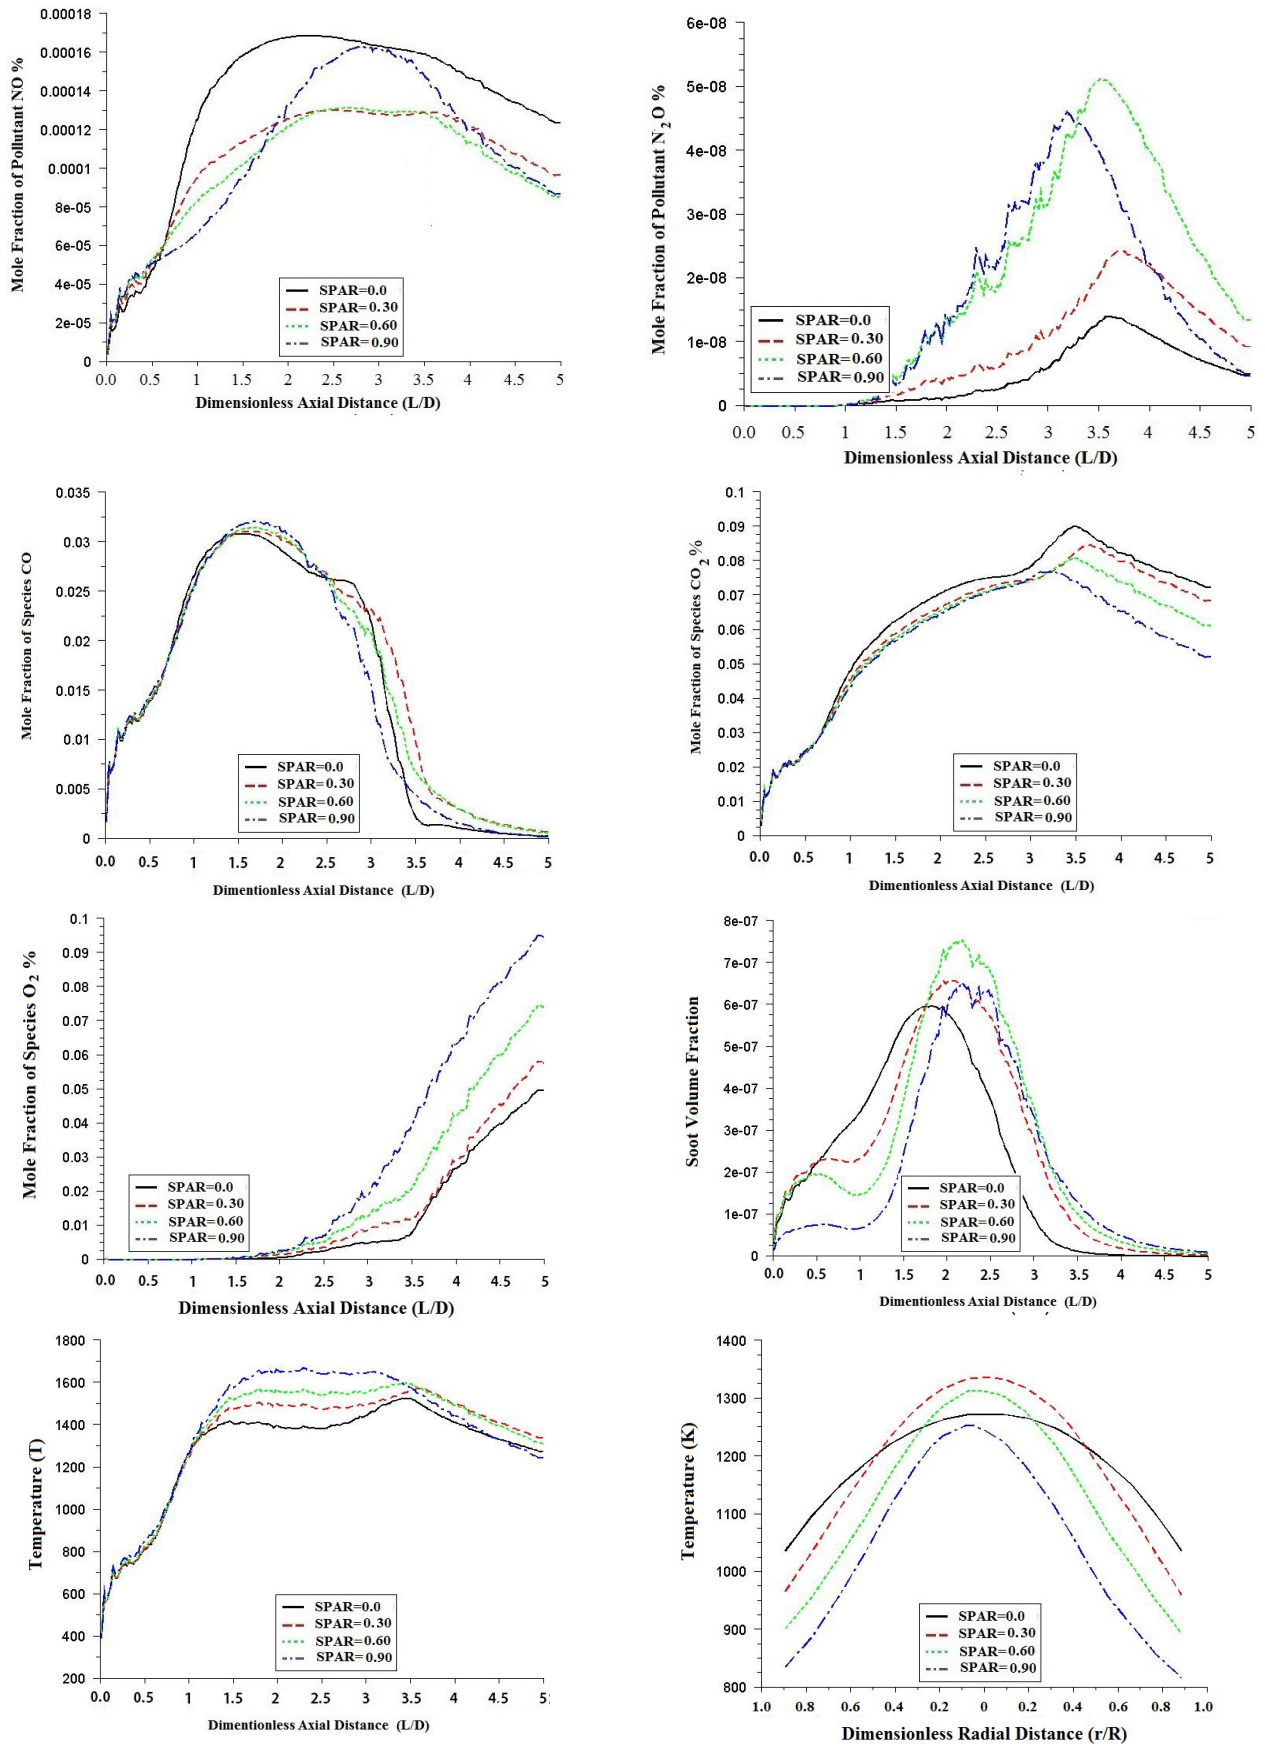 Mole Fraction of Pollutant NO %
0.00018
0.00016
0.00014
0.00012
0.0001
8e-05
6e-05
4e-05
2e-05
0
0.0 0.5 1 1.5 2 2.5 3 3.5 4 4.5 5
SPAR=0.0
SPAR=0.30
SPAR=0.60
SPAR=0.90
Dimensionless Axial Distance (L/D)
Mole Fraction of Pollutant N2O %
6e-08
5e-08
4e-08
3e-08
2e-08
1e-08
0
0.0 0.5 1 1.5 2 2.5 3 3.5 4 4.5 5
SPAR=0.0
SPAR=0.30
SPAR=0.60
SPAR=0.90
Dimensionless Axial Distance (L/D)
Mole Fraction of Species CO
0.035
0.03
0.025
0.02
0.015
0.01
0.005
0
0.0 0.5 1 1.5 2 2.5 3 3.5 4 4.5 5
SPAR=0.0
SPAR=0.30
SPAR=0.60
SPAR=0.90
Dimentionless Axial Distance (L/D)
Mole Fraction of Species CO2 %
0.1
0.09
0.08
0.07
0.06
0.05
0.04
0.03
0.02
0.01
0
0.0 0.5 1 1.5 2 2.5 3 3.5 4 4.5 5
SPAR=0.0
SPAR=0.30
SPAR=0.60
SPAR=0.90
Dimentionless Axial Distance (L/D)
Mole Fraction of Species O2 %
0.1
0.09
0.08
0.07
0.06
0.05
0.04
0.03
0.02
0.01
0
0 0.5 1 1.5 2 2.5 3 3.5 4 4.5 5
SPAR=0.0
SPAR=0.30
SPAR=0.60
SPAR=0.90
Dimensionless Axial Distance (L/D)
Soot Volume Fraction
8e-07
7e-07
6e-07
5e-07
4e-07
3e-07
2e-07
1e-07
0
0.0 0.5 1 1.5 2 2.5 3 3.5 4 4.5 5
SPAR=0.0
SPAR=0.30
SPAR=0.60
SPAR=0.90
Dimentionless Axial Distance (L/D)
Temperature (T)
1800
1600
1400
1200
1000
800
600
400
200
0.0 0.5 1 1.5 2 2.5 3 3.5 4 4.5 5
SPAR=0.0
SPAR=0.30
SPAR=0.60
SPAR=0.90
Dimentionless Axial Distance (L/D)
Temperature (K)
1400
1300
1200
1100
1000
900
800
1.0 0.8 0.6 0.4 0.2 0 0.2 0.4 0.6 0.8 1.0
SPAR=0.0
SPAR=0.30
SPAR=0.60
SPAR=0.90
Dimensionless Radial Distance (r/R)